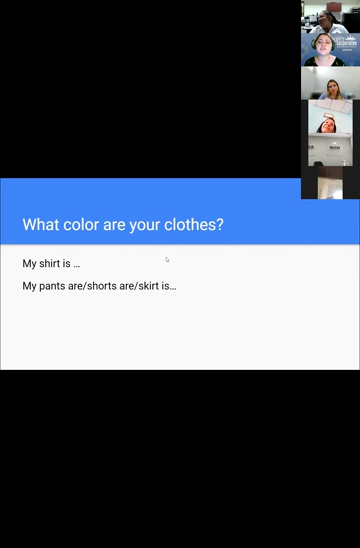 What color are your clothes?
My shirt is ...
My pants are/shorts are/skirt is...